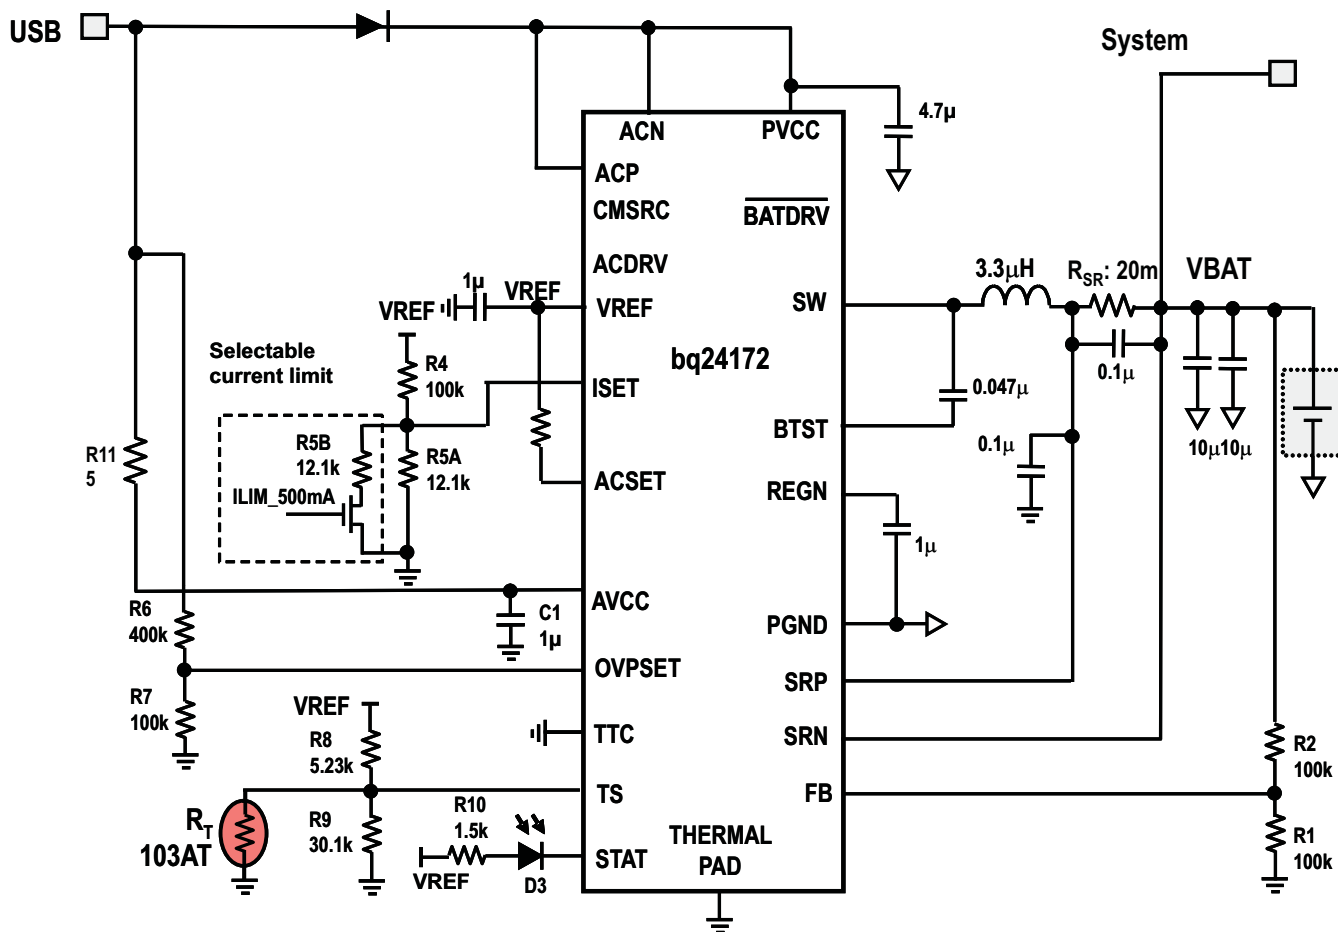 USB
System
4.7µ
ACN
PVCC
ACP
CMSRC
BATDRV
ACDRV
3.3µH
RSR: 20m
VBAT
1µ
VREF
VREF
VREF
SW
Selectable
current limit
R4
100k
bq24172
0.1µ
ISET
0.047µ
R5B
12.1k
R5A
12.1k
BTST
0.1µ
10µ
10µ
R11
5
ILIM_500mA
ACSET
REGN
1µ
R6
400k
C1
1µ
AVCC
PGND
OVPSET
SRP
R7
100k
VREF
R8
5.23k
TTC
SRN
R2
100k
TS
FB
RT
103AT
R9
30.1k
R10
1.5k
THERMAL
PAD
R1
100k
STAT
VREF
D3